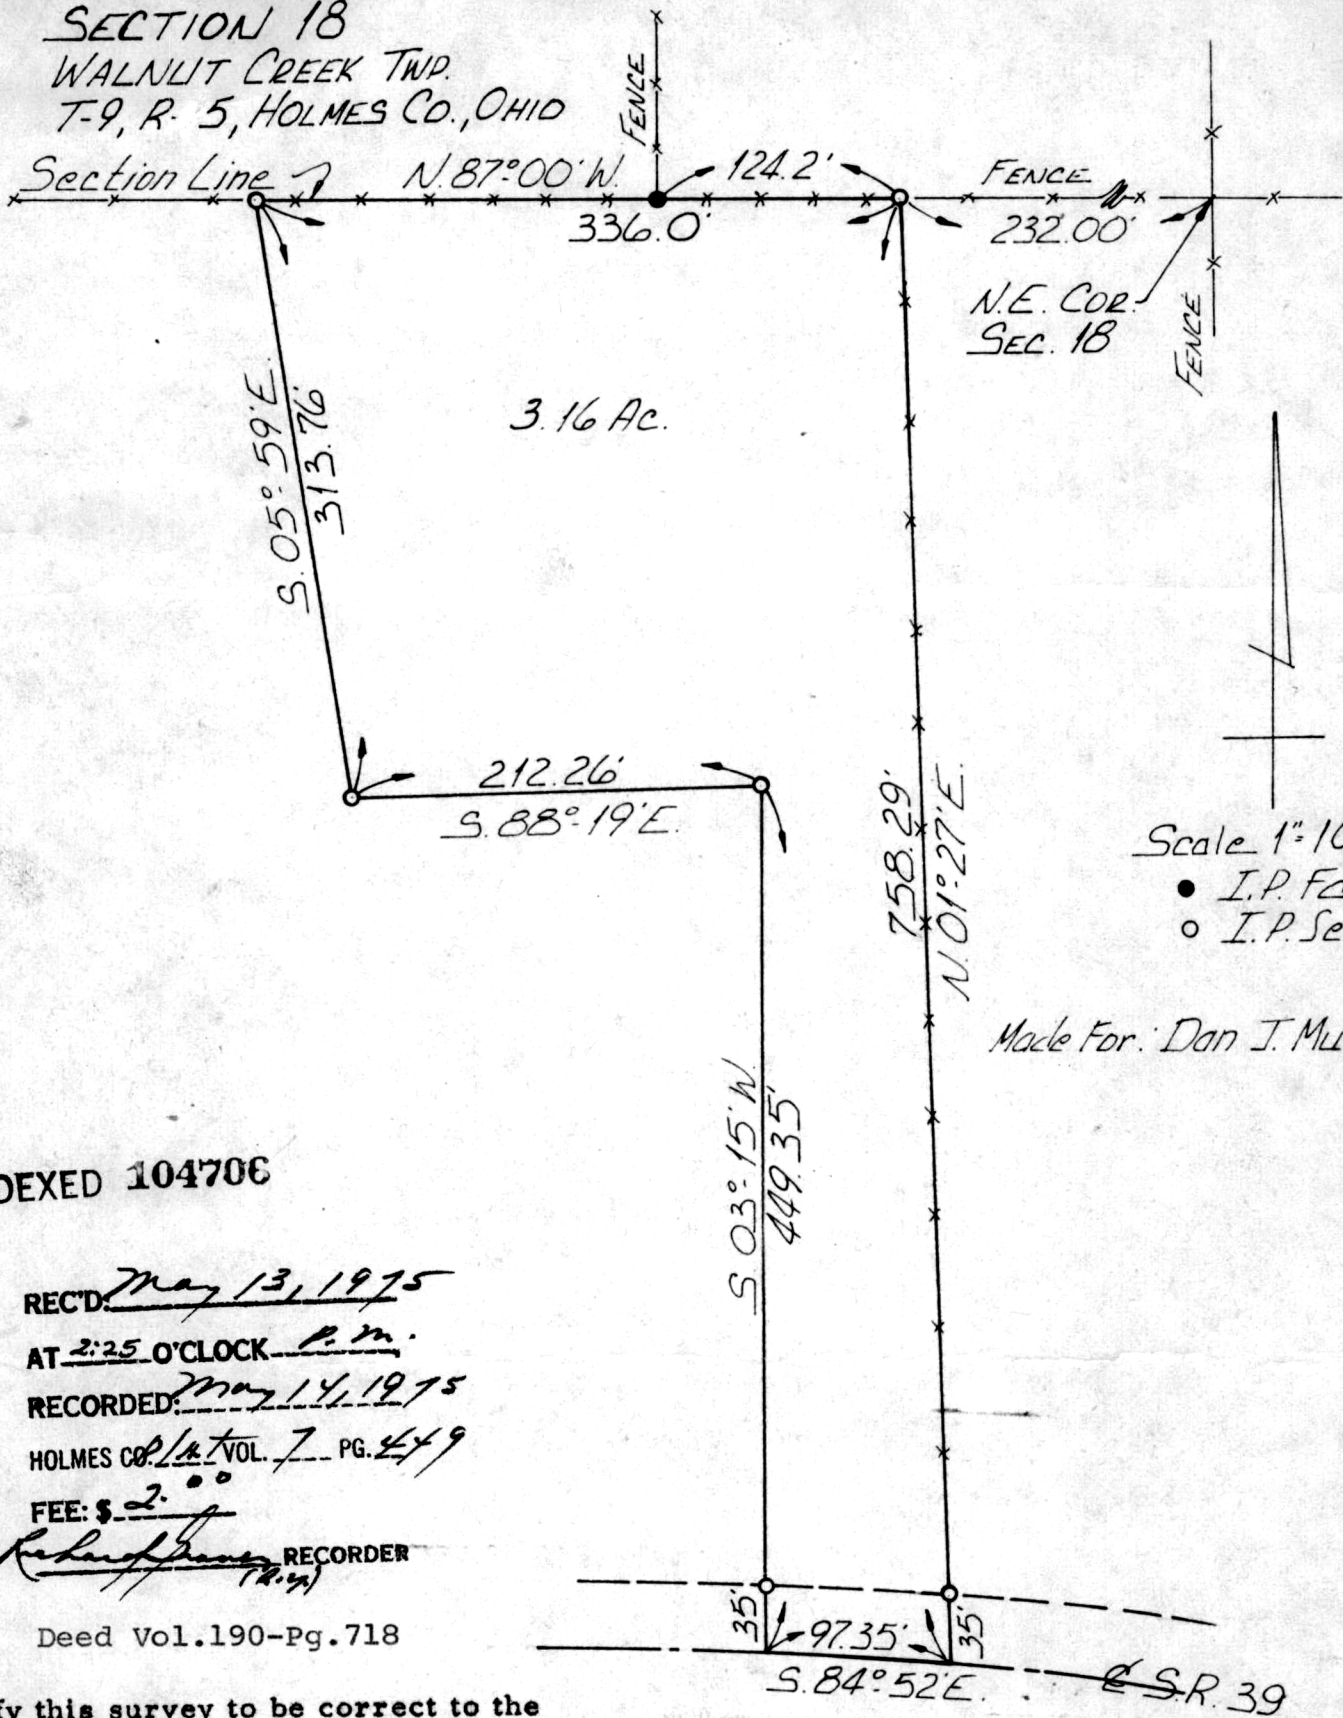 SECTION 18
WALNUT CREEK TWP.
T-9, R-5, HOLMES CO., OHIO
FENCE
Section Line
N. 87°00' W.
124.2'
FENCE
336.0'
232.00'
N.E. COR.
SEC. 18
FENCE
S. 05°-59' E.
313.76'
3.16 AC.
212.26'
S. 88°-19' E.
758.29'
N. 01°-27' E.
Scale 1"=10
I.P. Fo
I.P. Se
Made For: Dan J. Mu
S. 03°-15' W.
449.35'
DEXED 104706
REC'D: May 13, 1975
AT 2:25 O'CLOCK P.M.
RECORDED: May 14, 1975
HOLMES CO. Plat VOL. 7 PG. 449
FEE: $ 2.00
RECORDER
35'
97.35'
35'
Deed Vol.190-Pg.718
S. 84°-52' E.
℄ S.R. 39
fy this survey to be correct to the